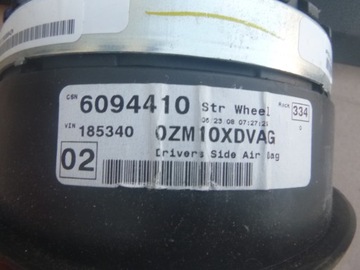 CSN 6094410 Str Wheel Rack 334
06 23 08 07:27:25
VIN 185340 0ZM10XDVAG
02 Drivers Side Air Bag